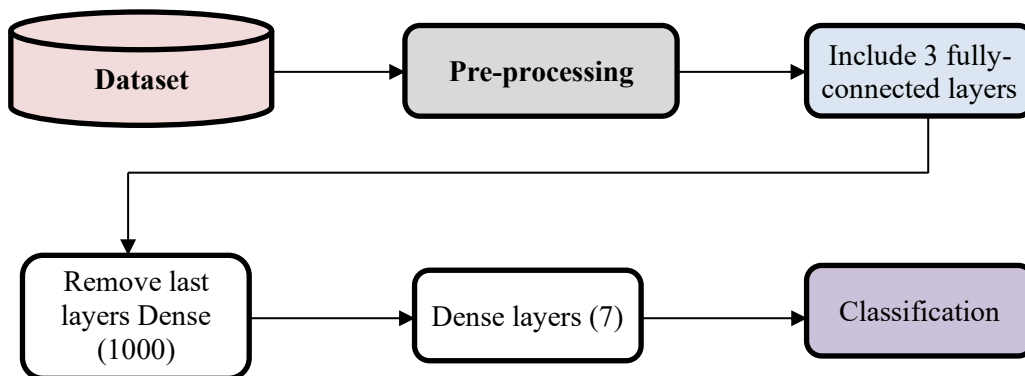 Dataset
Pre-processing
Include 3 fully-
connected layers
Remove last
layers Dense
(1000)
Dense layers (7)
Classification